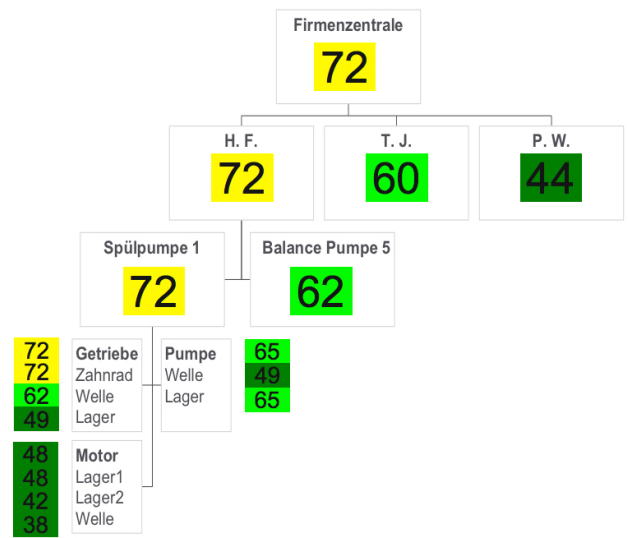 Firmenzentrale
72
H. F.
72
T. J.
60
P. W.
44
Spülpumpe 1
72
Balance Pumpe 5
62
72 Getriebe
72 Zahnrad
62 Welle
49 Lager
Pumpe 65
Welle 49
Lager 65
48 Motor
48 Lager1
42 Lager2
38 Welle